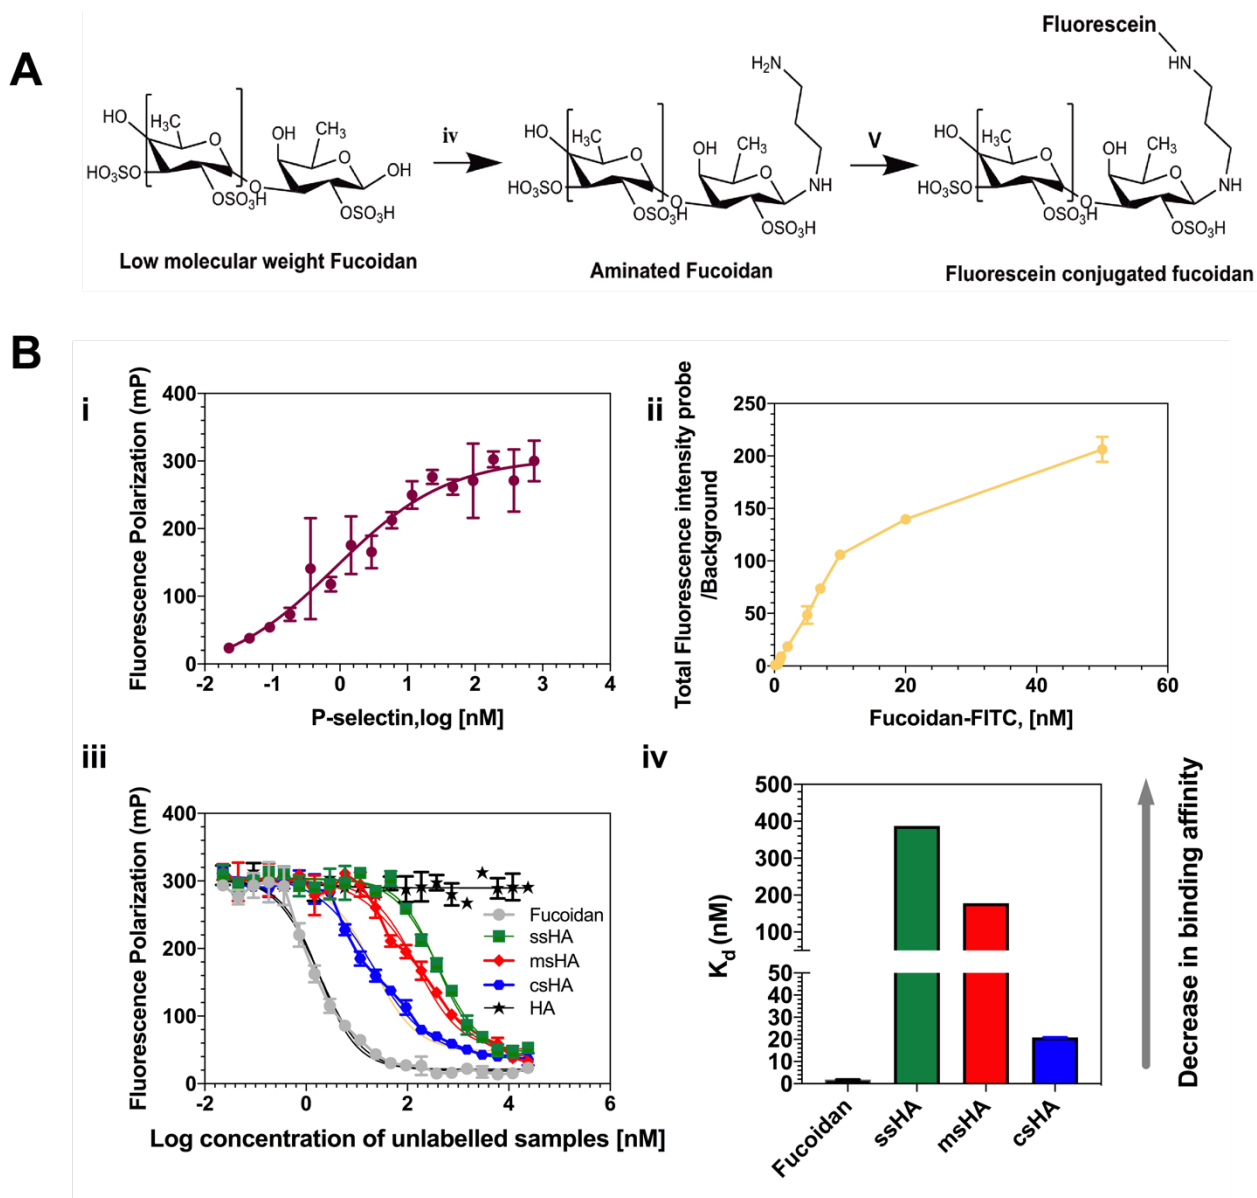 A
Fluorescein
HN
H₂N
HO
H₃C
O
OH
CH₃
O
OH
HO₃SO
OSO₃H
O
OSO₃H
iv
HO
H₃C
O
OH
CH₃
O
NH
HO₃SO
OSO₃H
O
OSO₃H
V
HO
H₃C
O
OH
CH₃
O
NH
HO₃SO
OSO₃H
O
OSO₃H
Low molecular weight Fucoidan
Aminated Fucoidan
Fluorescein conjugated fucoidan
B
i
Fluorescence Polarization (mP)
400
300
200
100
0
-2 -1 0 1 2 3 4
P-selectin,log [nM]
ii
Total Fluorescence intensity probe
/Background
250
200
150
100
50
0
0 20 40 60
Fucoidan-FITC, [nM]
iii
Fluorescence Polarization (mP)
400
300
200
100
0
-2 0 2 4 6
Fucoidan
ssHA
msHA
csHA
HA
Log concentration of unlabelled samples [nM]
iv
Kd (nM)
500
400
300
200
100
50
40
30
20
10
0
Fucoidan
ssHA
msHA
csHA
Decrease in binding affinity